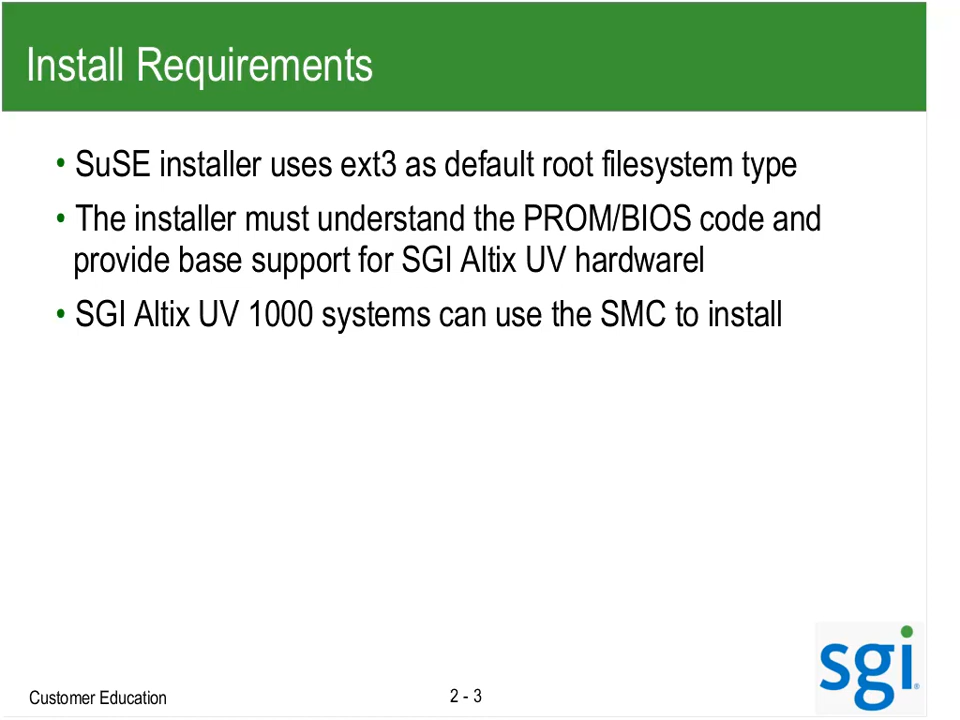 Install Requirements
• SuSE installer uses ext3 as default root filesystem type
• The installer must understand the PROM/BIOS code and
provide base support for SGI Altix UV hardwarel
• SGI Altix UV 1000 systems can use the SMC to install
sgi®
Customer Education
2 - 3